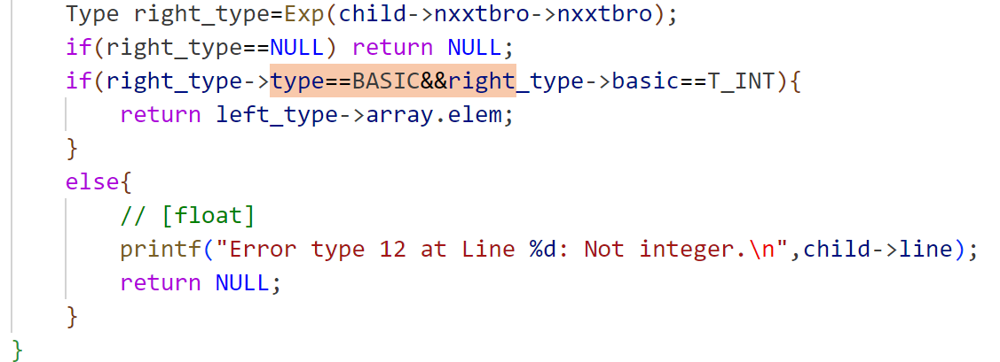 Type right_type=Exp(child->nxxtbro->nxxtbro);
if(right_type==NULL) return NULL;
if(right_type->type==BASIC&&right_type->basic==T_INT){
return left_type->array.elem;
}
else{
// [float]
printf("Error type 12 at Line %d: Not integer.\n",child->line);
return NULL;
}
}